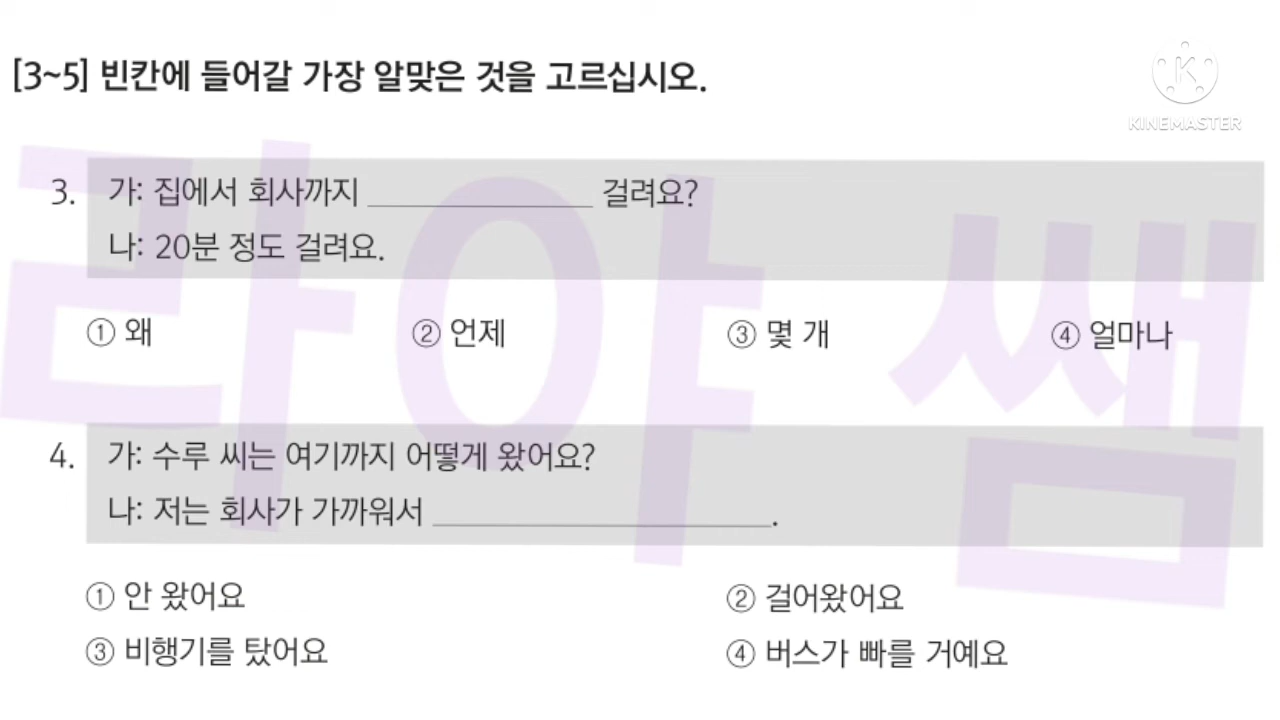 [3~5] 빈칸에 들어갈 가장 알맞은 것을 고르십시오.
KINEMASTER
3. 가: 집에서 회사까지 ______________ 걸려요?
나: 20분 정도 걸려요.
① 왜 ② 언제 ③ 몇 개 ④ 얼마나
라야쌤
4. 가: 수루 씨는 여기까지 어떻게 왔어요?
나: 저는 회사가 가까워서 ______________________.
① 안 왔어요 ② 걸어왔어요
③ 비행기를 탔어요 ④ 버스가 빠를 거예요